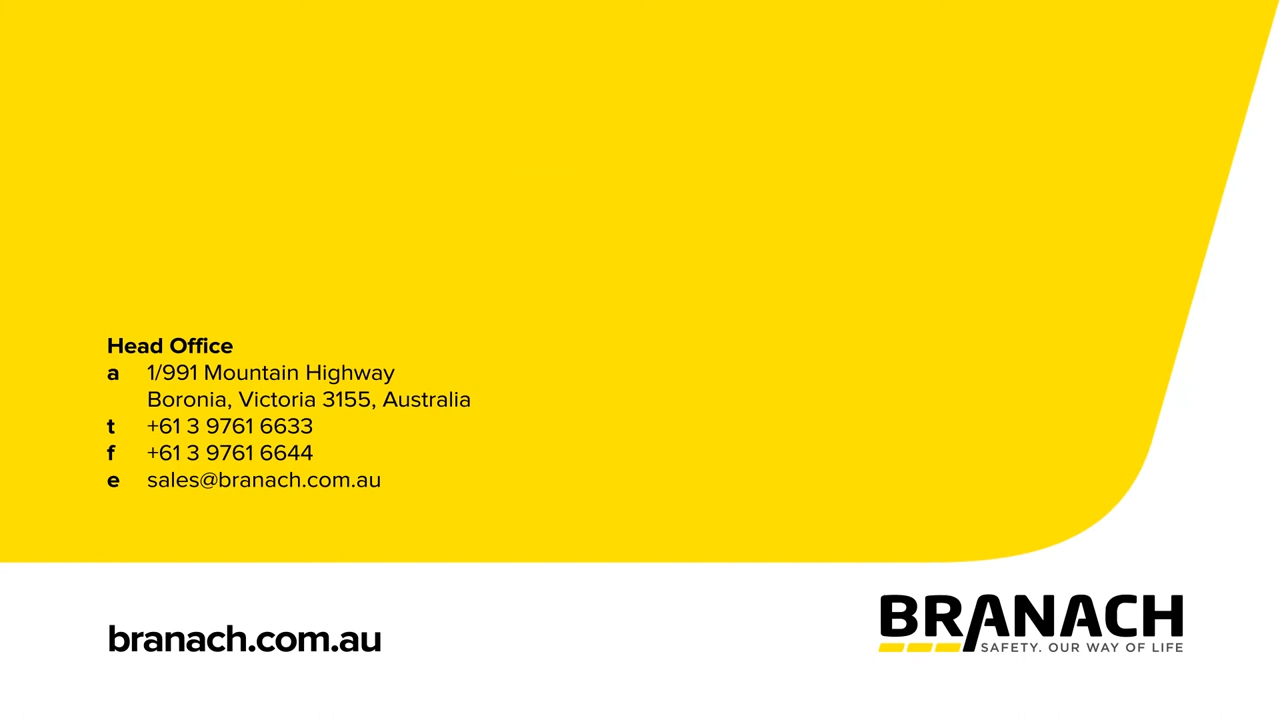 Head Office
a 1/991 Mountain Highway
Boronia, Victoria 3155, Australia
t +61 3 9761 6633
f +61 3 9761 6644
e sales@branach.com.au
branach.com.au
BRANACH
SAFETY. OUR WAY OF LIFE